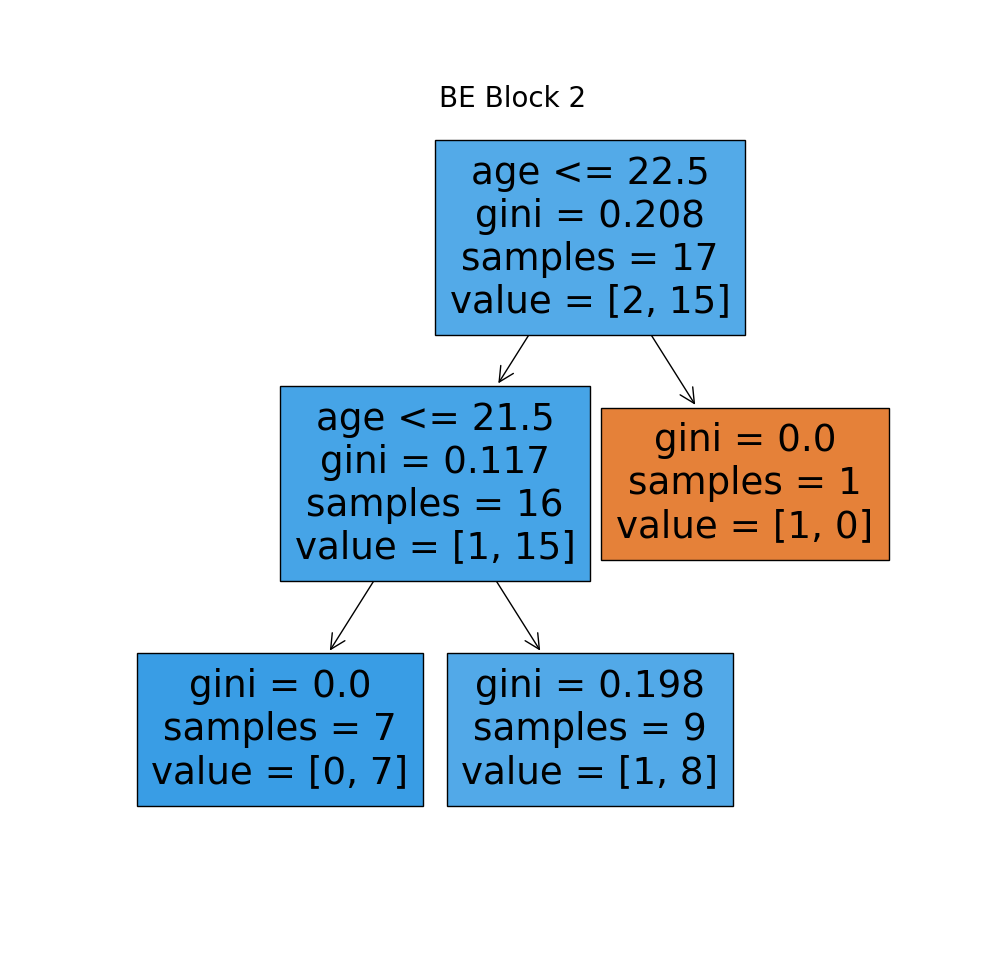 BE Block 2
age <= 22.5
gini = 0.208
samples = 17
value = [2, 15]
age <= 21.5
gini = 0.117
samples = 16
value = [1, 15]
gini = 0.0
samples = 1
value = [1, 0]
gini = 0.0
samples = 7
value = [0, 7]
gini = 0.198
samples = 9
value = [1, 8]